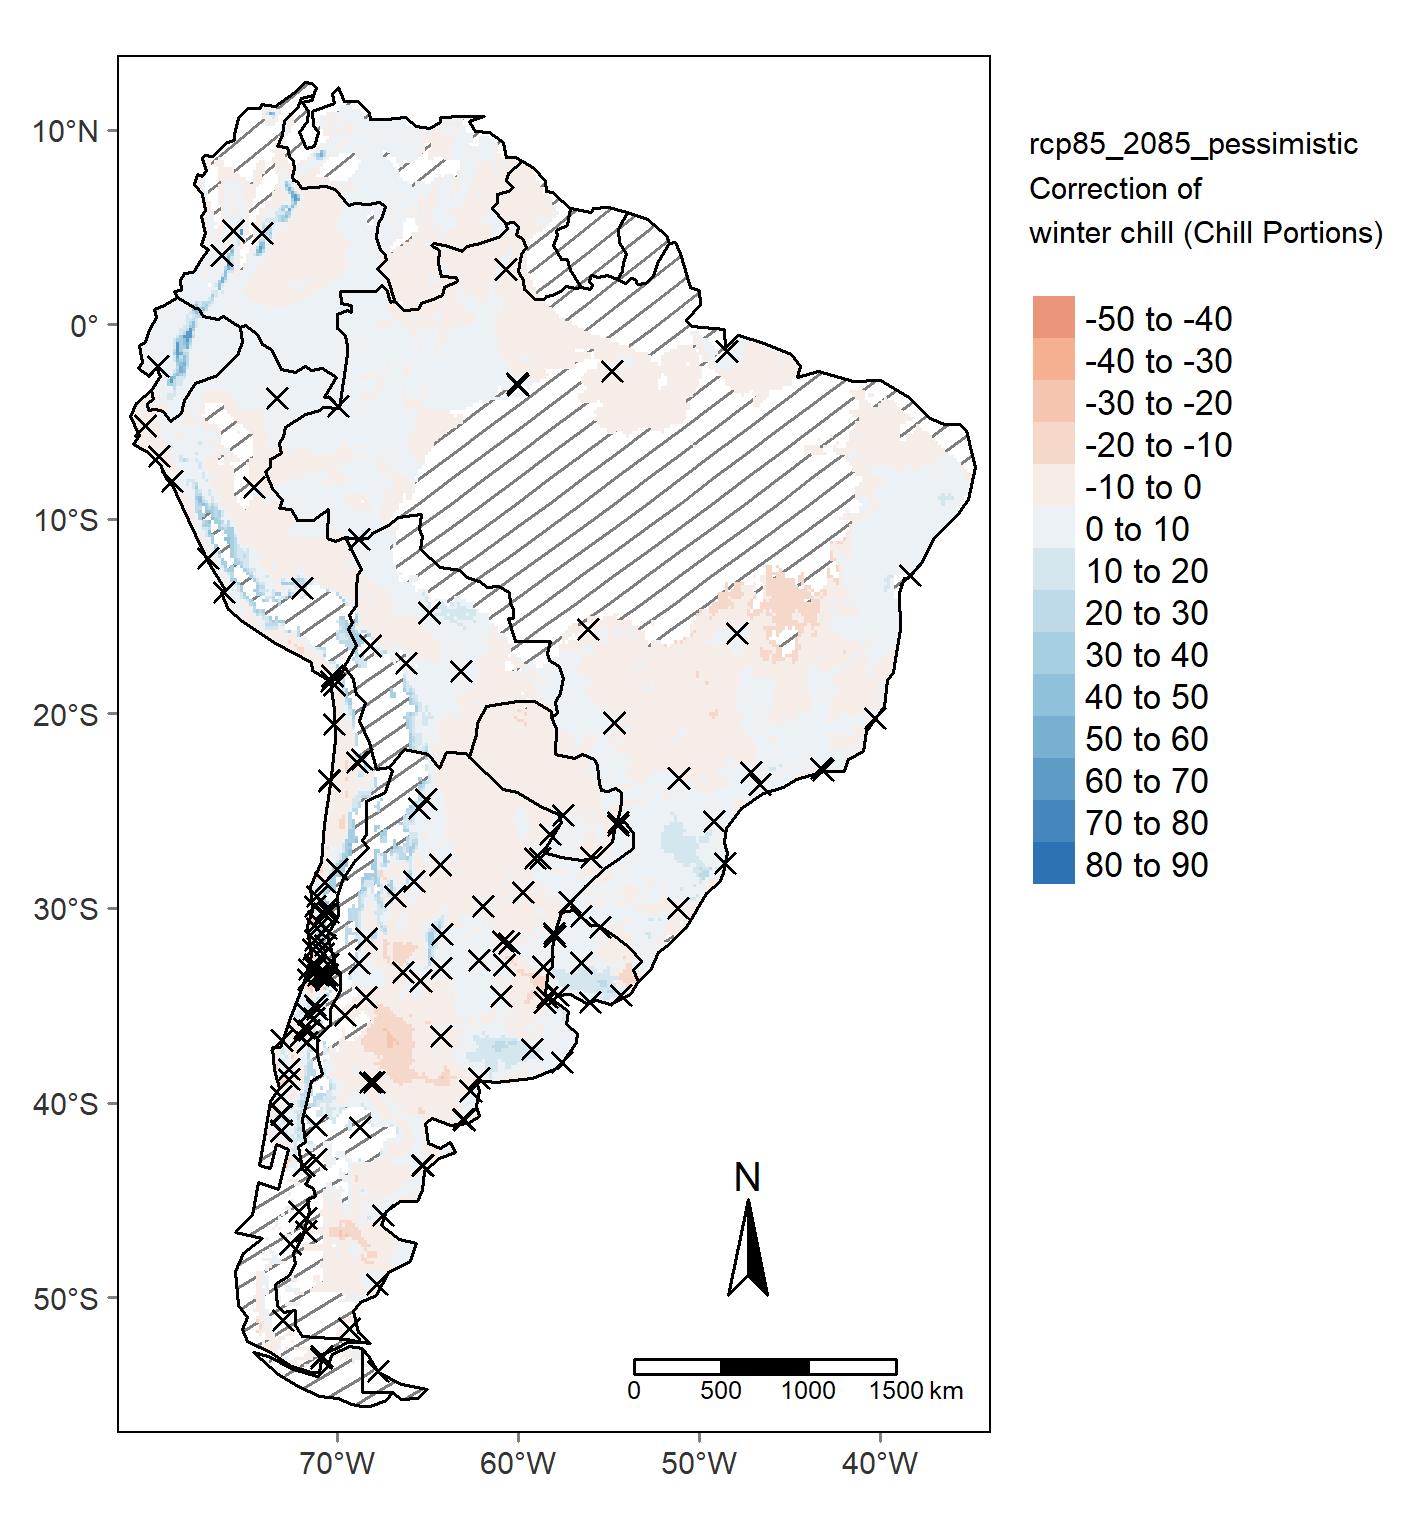 rcp85_2085_pessimistic
Correction of
winter chill (Chill Portions)
-50 to -40
-40 to -30
-30 to -20
-20 to -10
-10 to 0
0 to 10
10 to 20
20 to 30
30 to 40
40 to 50
50 to 60
60 to 70
70 to 80
80 to 90
10°N
0°
10°S
20°S
30°S
40°S
50°S
N
0 500 1000 1500 km
70°W 60°W 50°W 40°W